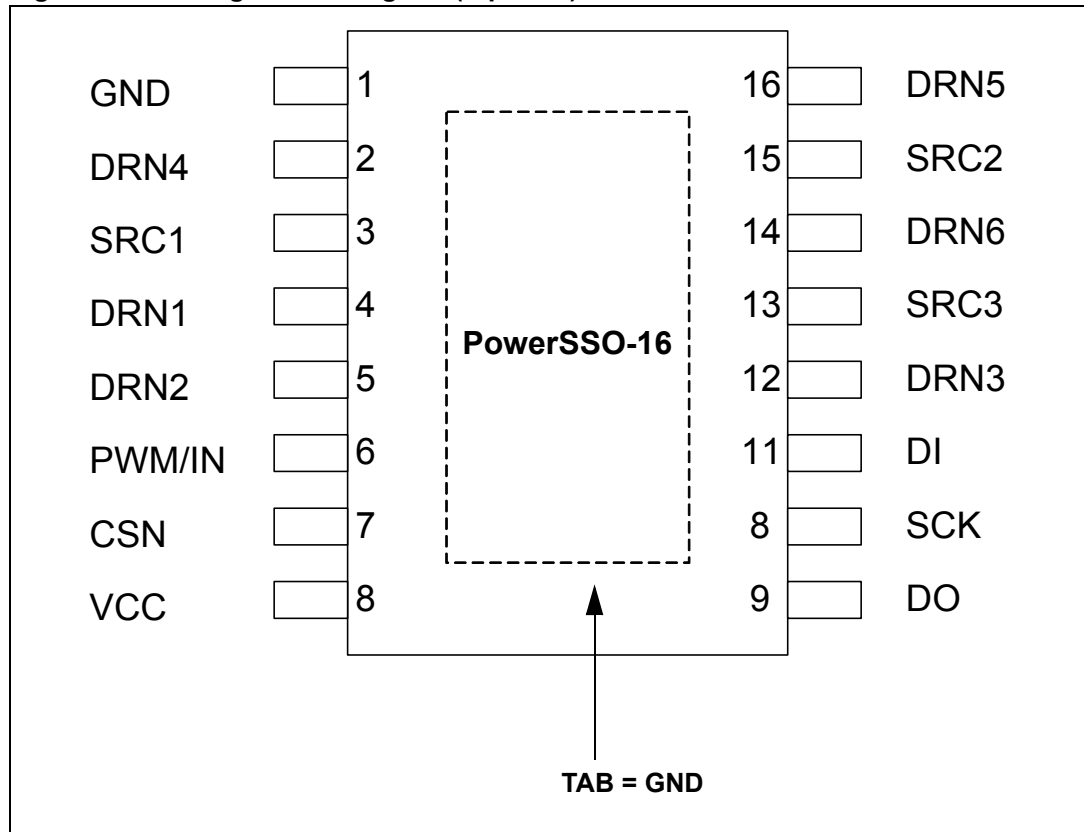 GND 1 16 DRN5
DRN4 2 15 SRC2
SRC1 3 14 DRN6
DRN1 4 13 SRC3
PowerSSO-16
DRN2 5 12 DRN3
PWM/IN 6 11 DI
CSN 7 8 SCK
VCC 8 9 DO
TAB = GND